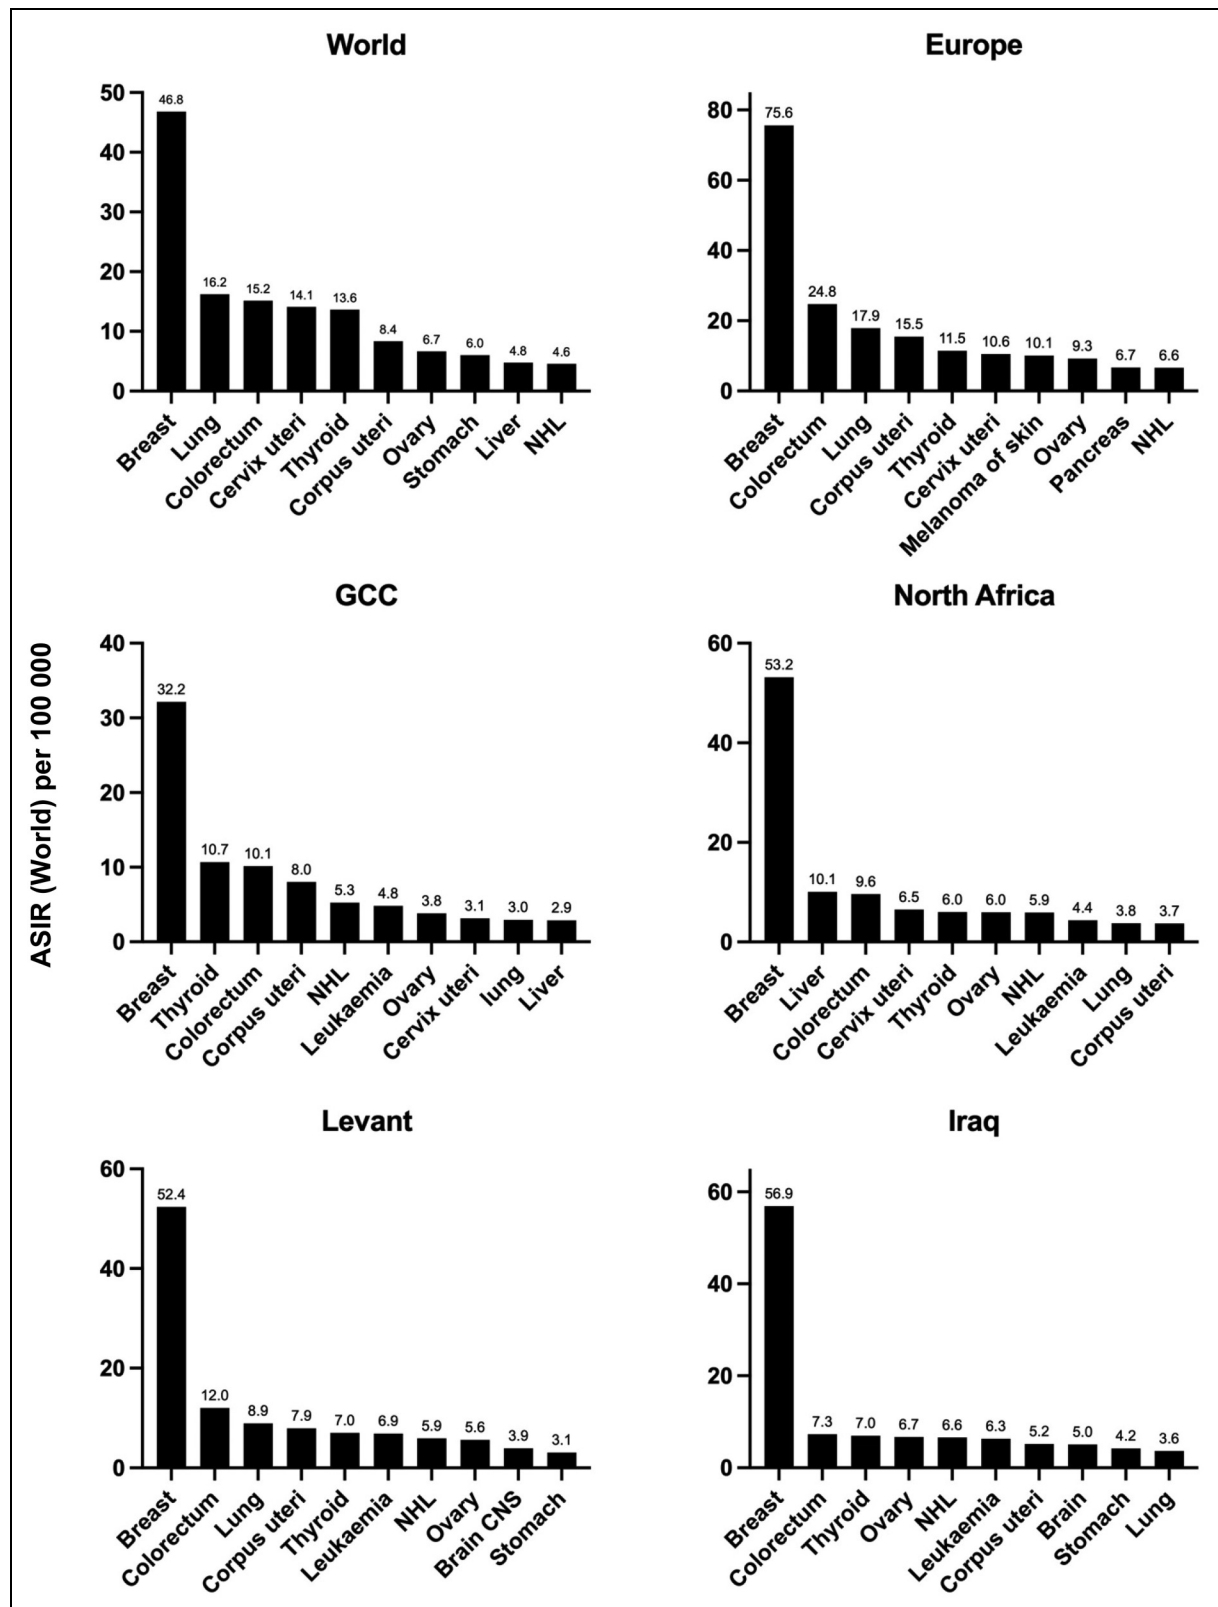 World
50
40
30
20
10
0
46.8
16.2
15.2
14.1
13.6
8.4
6.7
6.0
4.8
4.6
Breast
Lung
Colorectum
Cervix uteri
Thyroid
Corpus uteri
Ovary
Stomach
Liver
NHL
Europe
80
60
40
20
0
75.6
24.8
17.9
15.5
11.5
10.6
10.1
9.3
6.7
6.6
Breast
Colorectum
Lung
Corpus uteri
Thyroid
Cervix uteri
Melanoma of skin
Ovary
Pancreas
NHL
ASIR (World) per 100 000
GCC
40
30
20
10
0
32.2
10.7
10.1
8.0
5.3
4.8
3.8
3.1
3.0
2.9
Breast
Thyroid
Colorectum
Corpus uteri
NHL
Leukaemia
Ovary
Cervix uteri
lung
Liver
North Africa
60
40
20
0
53.2
10.1
9.6
6.5
6.0
6.0
5.9
4.4
3.8
3.7
Breast
Liver
Colorectum
Cervix uteri
Thyroid
Ovary
NHL
Leukaemia
Lung
Corpus uteri
Levant
60
40
20
0
52.4
12.0
8.9
7.9
7.0
6.9
5.9
5.6
3.9
3.1
Breast
Colorectum
Lung
Corpus uteri
Thyroid
Leukaemia
NHL
Ovary
Brain CNS
Stomach
Iraq
60
40
20
0
56.9
7.3
7.0
6.7
6.6
6.3
5.2
5.0
4.2
3.6
Breast
Colorectum
Thyroid
Ovary
NHL
Leukaemia
Corpus uteri
Brain
Stomach
Lung